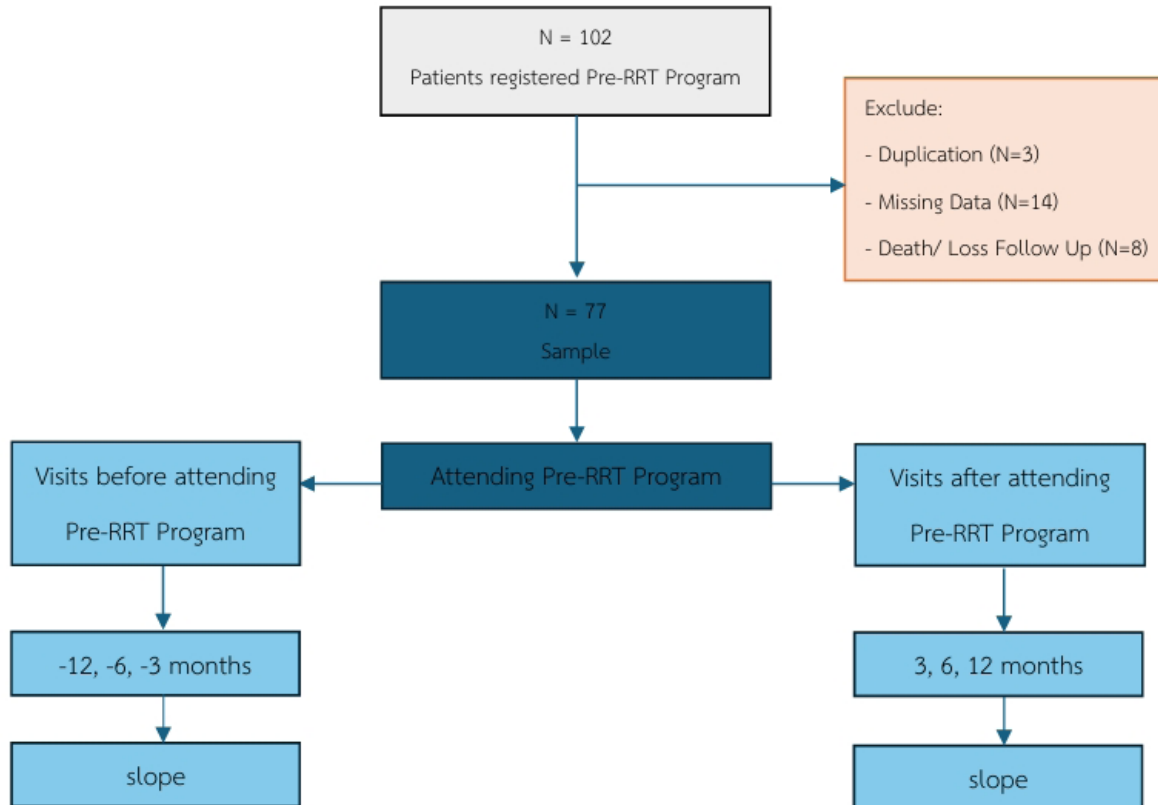 N = 102
Patients registered Pre-RRT Program
Exclude:
- Duplication (N=3)
- Missing Data (N=14)
- Death/ Loss Follow Up (N=8)
N = 77
Sample
Attending Pre-RRT Program
Visits before attending
Pre-RRT Program
Visits after attending
Pre-RRT Program
-12, -6, -3 months
3, 6, 12 months
slope
slope